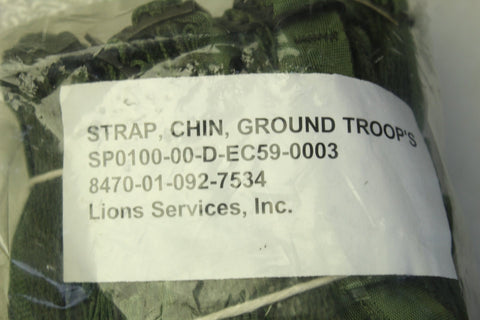 STRAP, CHIN, GROUND TROOP'S
SP0100-00-D-EC59-0003
8470-01-092-7534
Lions Services, Inc.